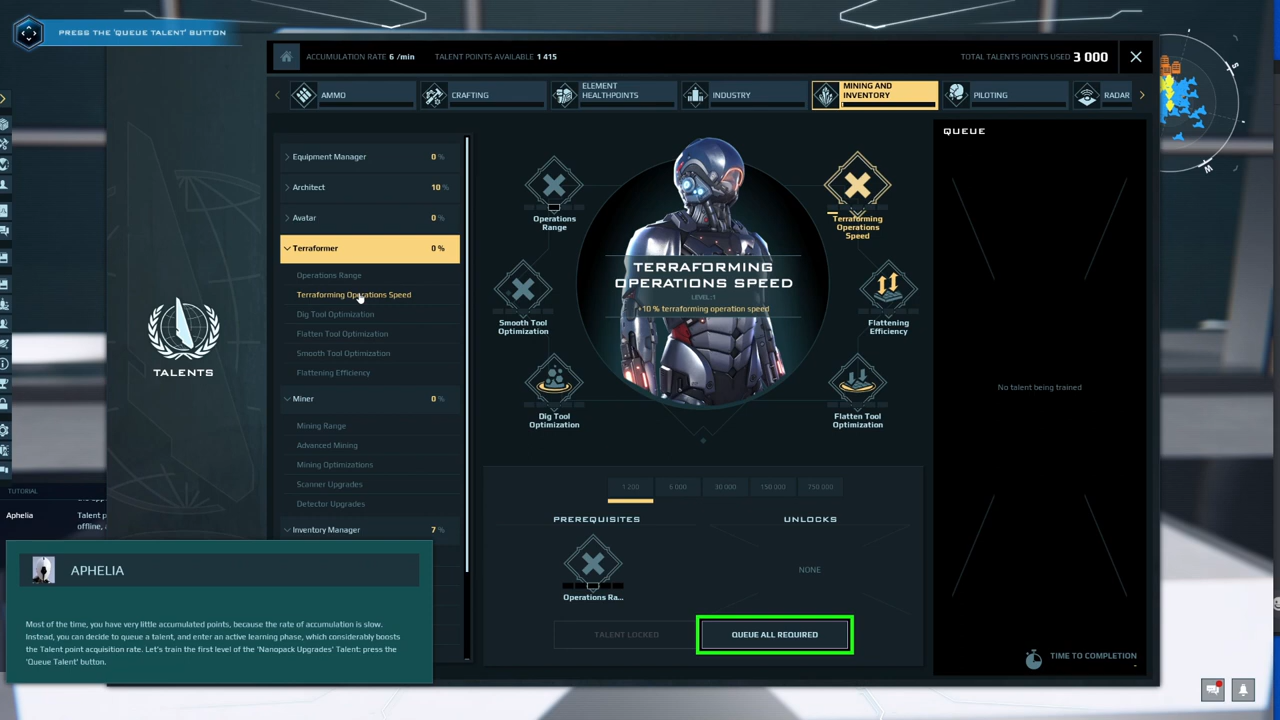 PRESS THE 'QUEUE TALENT' BUTTON
ACCUMULATION RATE 6 /min
TALENT POINTS AVAILABLE 1 415
TOTAL TALENTS POINTS USED 3 000
AMMO
CRAFTING
ELEMENT
HEALTHPOINTS
INDUSTRY
MINING AND
INVENTORY
PILOTING
RADAR
S
W
Equipment Manager 0 %
Architect 10 %
Avatar 0 %
Terraformer 0 %
Operations Range
Terraforming Operations Speed
Dig Tool Optimization
Flatten Tool Optimization
Smooth Tool Optimization
Flattening Efficiency
Miner 0 %
Mining Range
Advanced Mining
Mining Optimizations
Scanner Upgrades
Detector Upgrades
Inventory Manager 7 %
TALENTS
Operations
Range
Terraforming
Operations
Speed
Smooth Tool
Optimization
Flattening
Efficiency
Dig Tool
Optimization
Flatten Tool
Optimization
TERRAFORMING
OPERATIONS SPEED
LEVEL: 1
+10 % terraforming operation speed
1 200
6 000
30 000
150 000
750 000
PREREQUISITES
UNLOCKS
Operations Ra...
NONE
TALENT LOCKED
QUEUE ALL REQUIRED
QUEUE
No talent being trained
TIME TO COMPLETION
-
TUTORIAL
Aphelia
Talent p
offline, a
APHELIA
Most of the time, you have very little accumulated points, because the rate of accumulation is slow.
Instead, you can decide to queue a talent, and enter an active learning phase, which considerably boosts
the Talent point acquisition rate. Let's train the first level of the 'Nanopack Upgrades' Talent: press the
'Queue Talent' button.